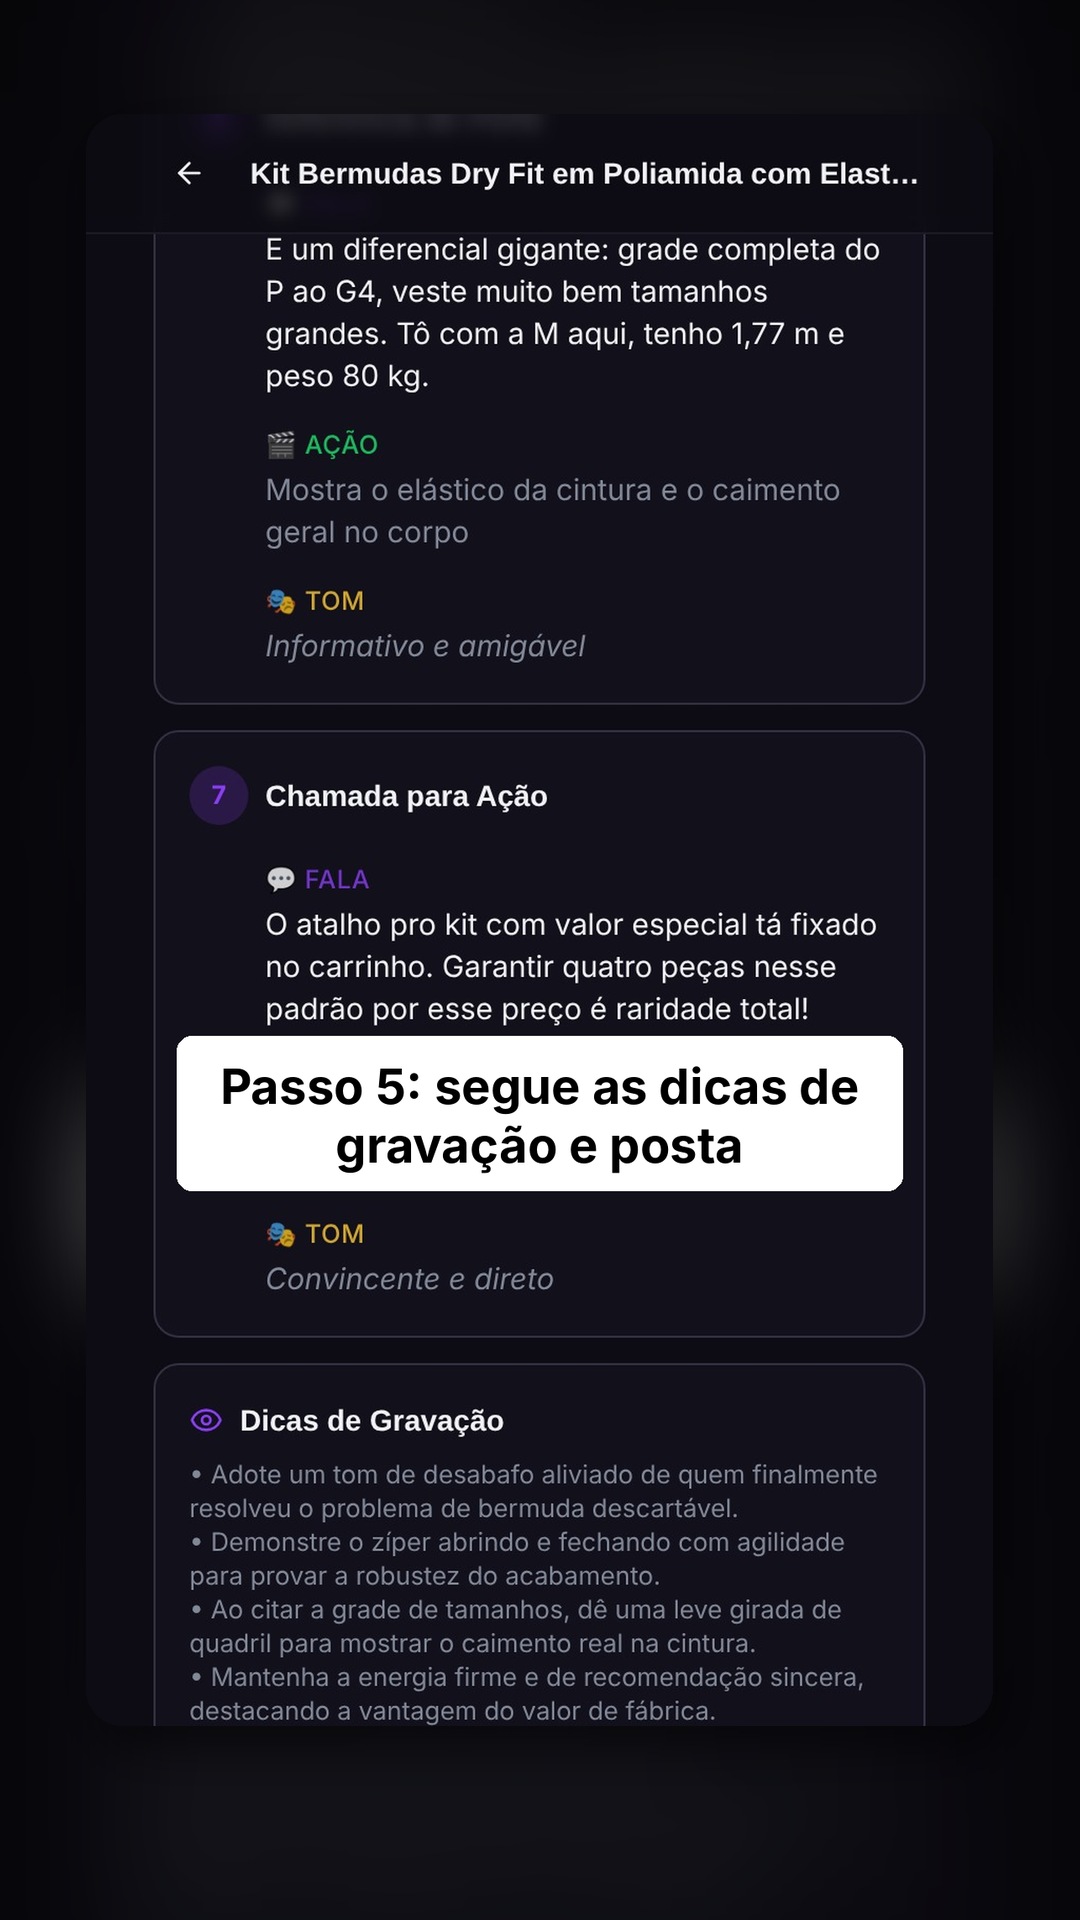 Kit Bermudas Dry Fit em Poliamida com Elast...
E um diferencial gigante: grade completa do
P ao G4, veste muito bem tamanhos
grandes. Tô com a M aqui, tenho 1,77 m e
peso 80 kg.
🎬 AÇÃO
Mostra o elástico da cintura e o caimento
geral no corpo
🎭 TOM
Informativo e amigável
7 Chamada para Ação
💬 FALA
O atalho pro kit com valor especial tá fixado
no carrinho. Garantir quatro peças nesse
padrão por esse preço é raridade total!
Passo 5: segue as dicas de
gravação e posta
🎭 TOM
Convincente e direto
Dicas de Gravação
• Adote um tom de desabafo aliviado de quem finalmente
resolveu o problema de bermuda descartável.
• Demonstre o zíper abrindo e fechando com agilidade
para provar a robustez do acabamento.
• Ao citar a grade de tamanhos, dê uma leve girada de
quadril para mostrar o caimento real na cintura.
• Mantenha a energia firme e de recomendação sincera,
destacando a vantagem do valor de fábrica.